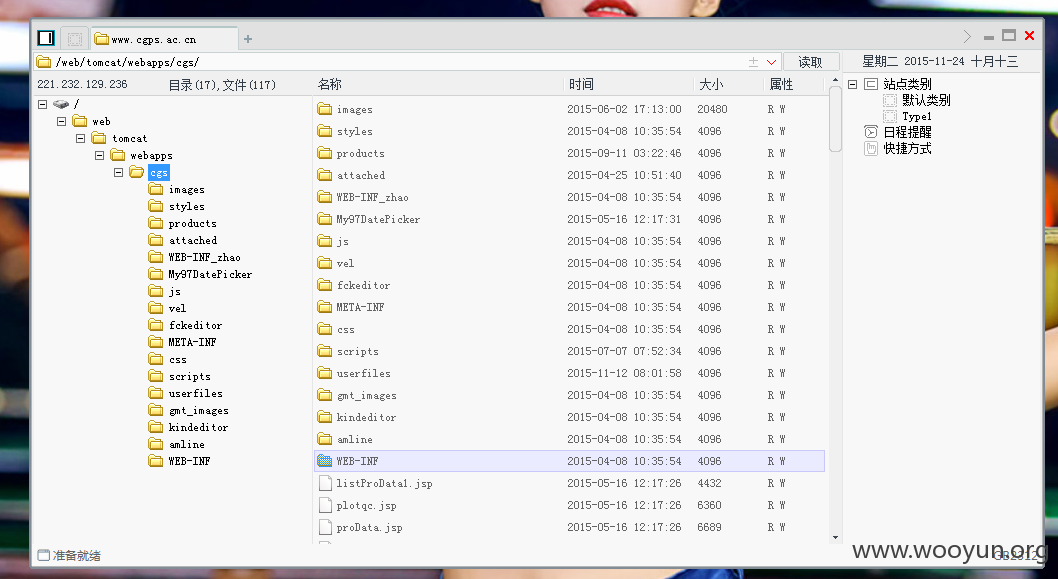 www.cgps.ac.cn
/web/tomcat/webapps/cgs/
读取
星期二 2015-11-24 十月十三
221.232.129.236
目录(17),文件(117)
名称 时间 大小 属性
/
web
tomcat
webapps
cgs
images
styles
products
attached
WEB-INF_zhao
My97DatePicker
js
vel
fckeditor
META-INF
css
scripts
userfiles
gmt_images
kindeditor
amline
WEB-INF
images 2015-06-02 17:13:00 20480 R W
styles 2015-04-08 10:35:54 4096 R W
products 2015-09-11 03:22:46 4096 R W
attached 2015-04-25 10:51:40 4096 R W
WEB-INF_zhao 2015-04-08 10:35:54 4096 R W
My97DatePicker 2015-05-16 12:17:31 4096 R W
js 2015-04-08 10:35:54 4096 R W
vel 2015-04-08 10:35:54 4096 R W
fckeditor 2015-04-08 10:35:54 4096 R W
META-INF 2015-04-08 10:35:54 4096 R W
css 2015-04-08 10:35:54 4096 R W
scripts 2015-07-07 07:52:34 4096 R W
userfiles 2015-11-12 08:01:58 4096 R W
gmt_images 2015-04-08 10:35:54 4096 R W
kindeditor 2015-04-08 10:35:54 4096 R W
amline 2015-04-08 10:35:54 4096 R W
WEB-INF 2015-04-08 10:35:54 4096 R W
listProData1.jsp 2015-05-16 12:17:26 4432 R W
plotqc.jsp 2015-05-16 12:17:26 6360 R W
proData.jsp 2015-05-16 12:17:26 6689 R W
站点类别
默认类别
Type1
日程提醒
快捷方式
准备就绪
GB2312
www.wooyun.org